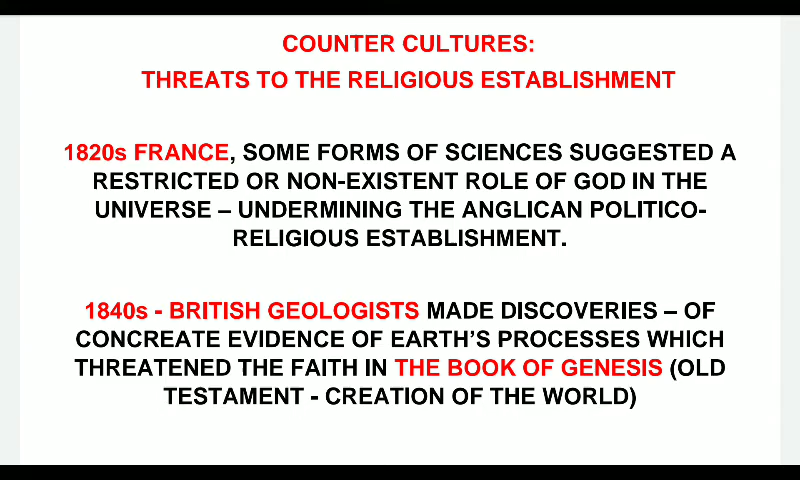 COUNTER CULTURES:
THREATS TO THE RELIGIOUS ESTABLISHMENT
1820s FRANCE, SOME FORMS OF SCIENCES SUGGESTED A
RESTRICTED OR NON-EXISTENT ROLE OF GOD IN THE
UNIVERSE – UNDERMINING THE ANGLICAN POLITICO-
RELIGIOUS ESTABLISHMENT.
1840s - BRITISH GEOLOGISTS MADE DISCOVERIES – OF
CONCREATE EVIDENCE OF EARTH'S PROCESSES WHICH
THREATENED THE FAITH IN THE BOOK OF GENESIS (OLD
TESTAMENT - CREATION OF THE WORLD)